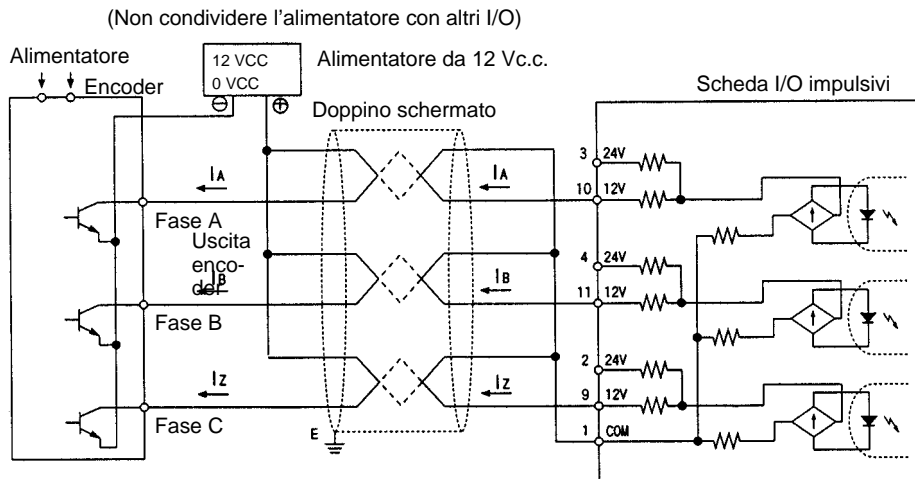 (Non condividere l'alimentatore con altri I/O)
Alimentatore
12 VCC
0 VCC
Alimentatore da 12 Vc.c.
Encoder
Scheda I/O impulsivi
Doppino schermato
3 24V
IA
IA
10 12V
Fase A
Uscita
enco-
der
4 24V
IB
IB
11 12V
Fase B
2 24V
IZ
IZ
9 12V
Fase C
E
1 COM